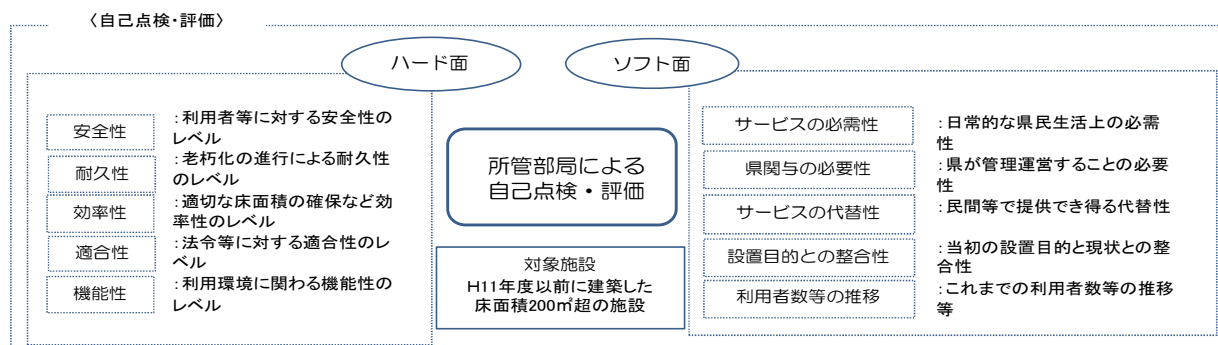 〈自己点検・評価〉
ハード面
ソフト面
安全性
:利用者等に対する安全性の
レベル
耐久性
:老朽化の進行による耐久性
のレベル
効率性
:適切な床面積の確保など効
率性のレベル
適合性
:法令等に対する適合性のレ
ベル
機能性
:利用環境に関わる機能性の
レベル
所管部局による
自己点検・評価
対象施設
H11年度以前に建築した
床面積200㎡超の施設
サービスの必需性
:日常的な県民生活上の必需
性
県関与の必要性
:県が管理運営することの必要
性
サービスの代替性
:民間等で提供でき得る代替性
設置目的との整合性
:当初の設置目的と現状との整
合性
利用者数等の推移
:これまでの利用者数等の推移
等